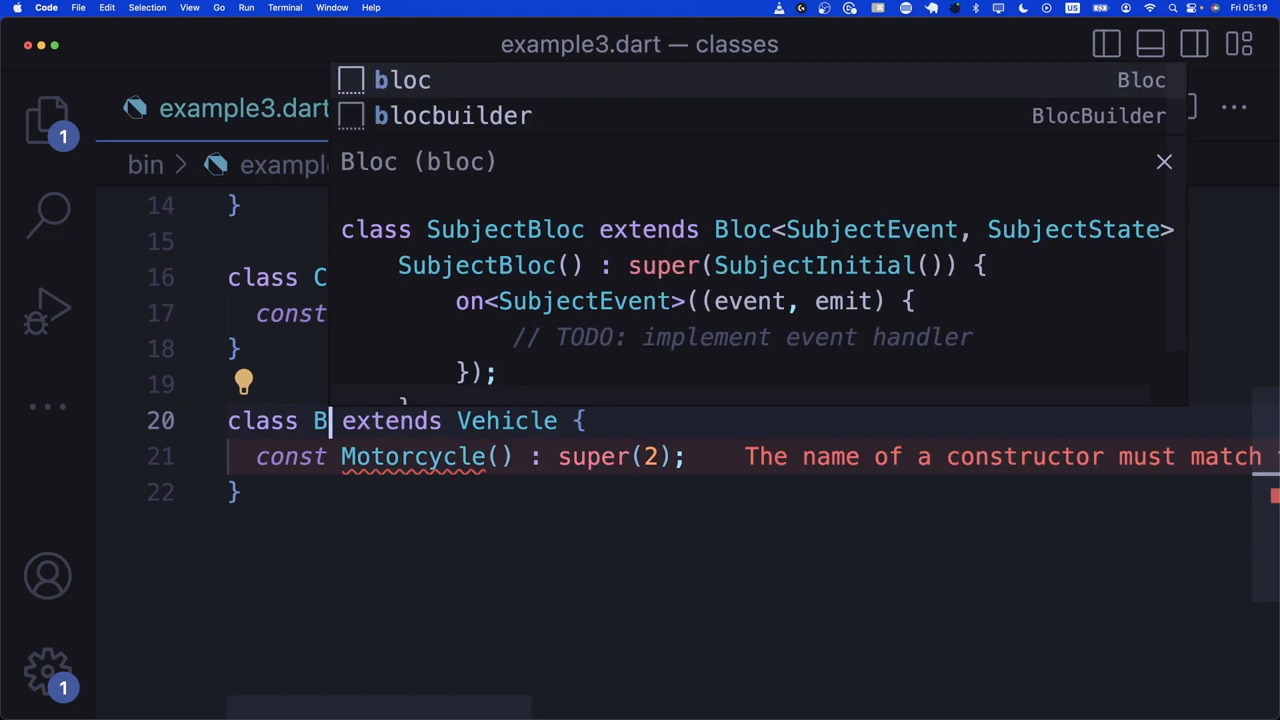 Code File Edit Selection View Go Run Terminal Window Help US Fri 05:19
example3.dart — classes
example3.dart
bin
bloc Bloc
blocbuilder BlocBuilder
Bloc (bloc)
class SubjectBloc extends Bloc<SubjectEvent, SubjectState>
SubjectBloc() : super(SubjectInitial()) {
on<SubjectEvent>((event, emit) {
// TODO: implement event handler
});
1
14 }
15
16 class C
17 const
18 }
19
20 class B extends Vehicle {
21 const Motorcycle() : super(2); The name of a constructor must match
22 }
1